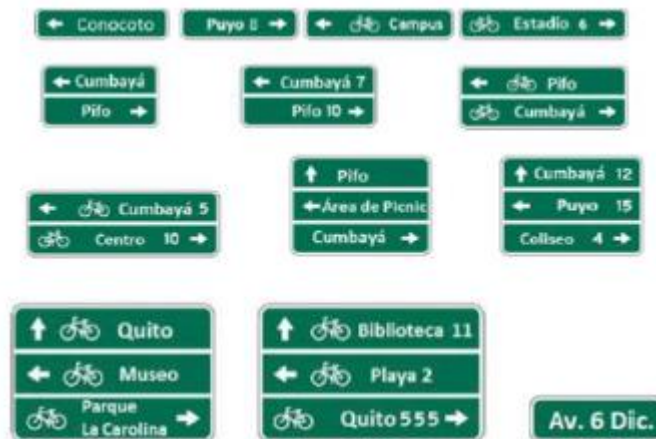 ← Conocoto
Puyo 8 →
← Campus
Estadio 6 →
← Cumbayá
Pifo →
← Cumbayá 7
Pifo 10 →
← Pifo
Cumbayá →
← Cumbayá 5
Centro 10 →
↑ Pifo
← Área de Picnic
Cumbayá →
↑ Cumbayá 12
← Puyo 15
Coliseo 4 →
↑ Quito
← Museo
Parque
La Carolina →
↑ Biblioteca 11
← Playa 2
Quito 555 →
Av. 6 Dic.